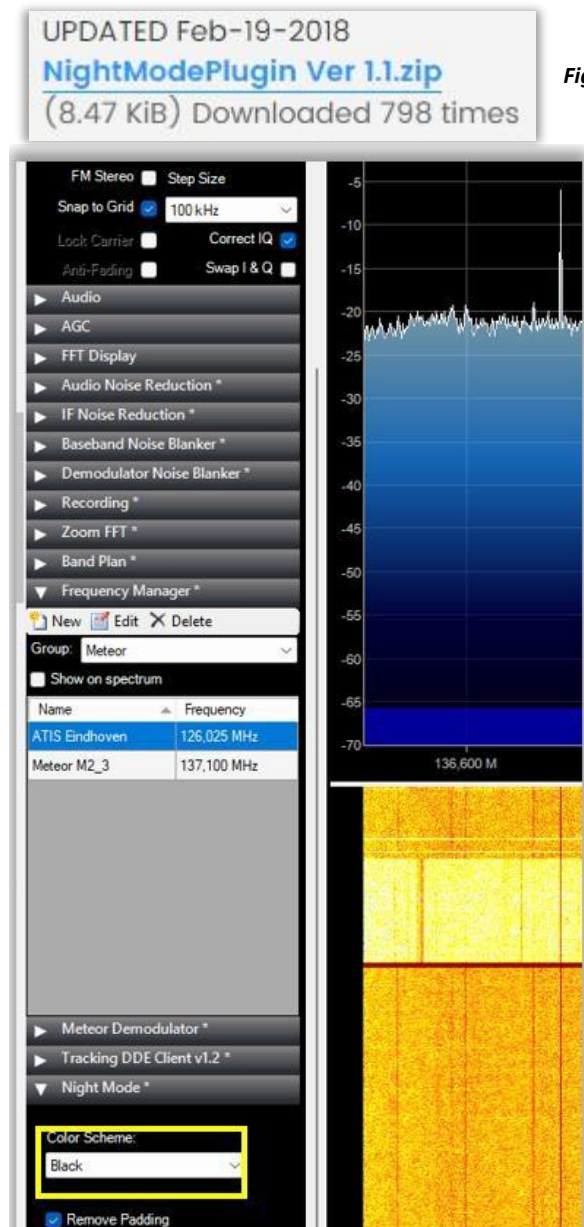 UPDATED Feb-19-2018
NightModePlugin Ver 1.1.zip
(8.47 KiB) Downloaded 798 times
Fig
FM Stereo Step Size
Snap to Grid 100 kHz
Lock Carrier Correct IQ
Anti-Fading Swap I & Q
Audio
AGC
FFT Display
Audio Noise Reduction *
IF Noise Reduction *
Baseband Noise Blanker *
Demodulator Noise Blanker *
Recording *
Zoom FFT *
Band Plan *
Frequency Manager *
New Edit Delete
Group: Meteor
Show on spectrum
Name Frequency
ATIS Eindhoven 126,025 MHz
Meteor M2_3 137,100 MHz
Meteor Demodulator *
Tracking DDE Client v1.2 *
Night Mode *
Color Scheme:
Black
Remove Padding
-5
-10
-15
-20
-25
-30
-35
-40
-45
-50
-55
-60
-65
-70
136,600 M